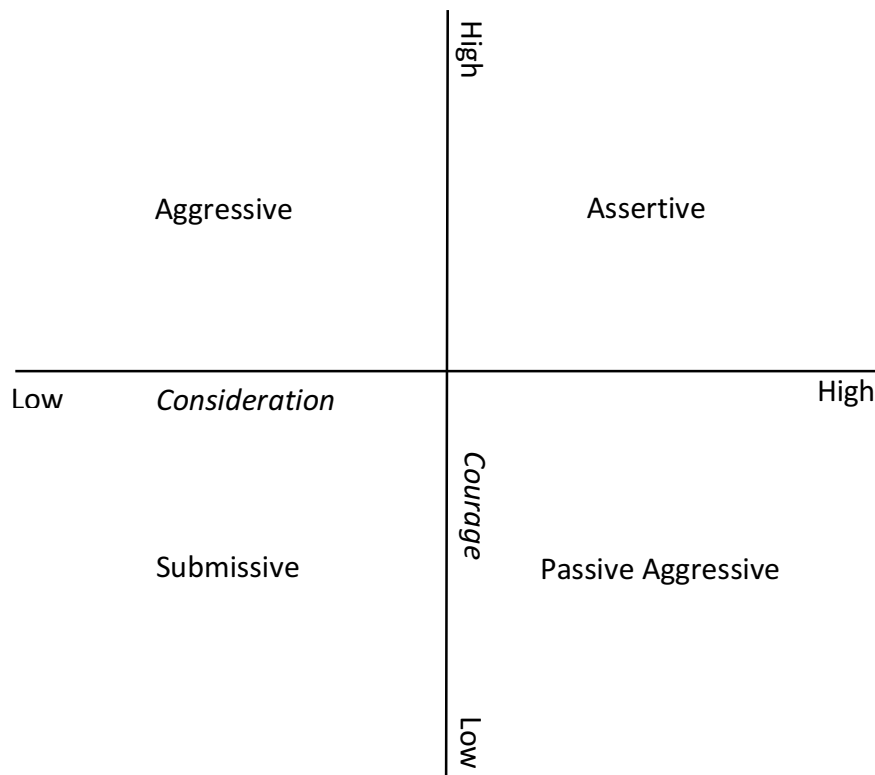 High
Aggressive
Assertive
Low
Consideration
High
Courage
Submissive
Passive Aggressive
Low